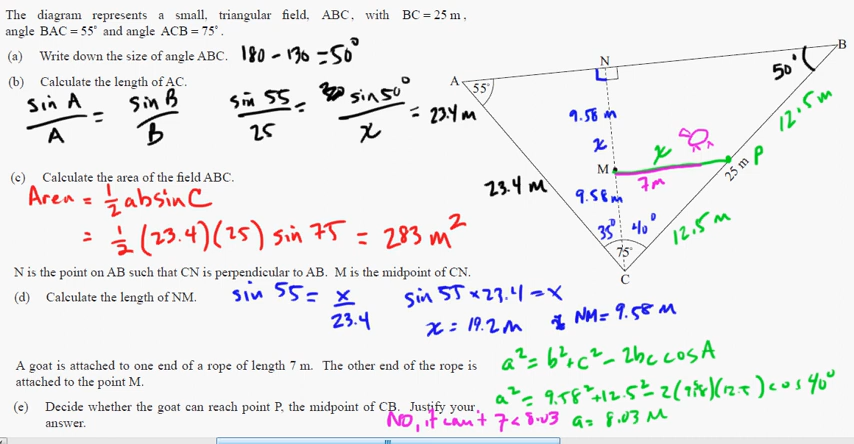 The diagram represents a small, triangular field, ABC, with BC = 25 m,
angle BAC = 55° and angle ACB = 75°.
(a) Write down the size of angle ABC. 180 - 130 = 50°
(b) Calculate the length of AC.
sin A / A = sin B / B sin 55 / 25 = sin 50° / x = 23.4 m
(c) Calculate the area of the field ABC.
Area = 1/2 ab sin C
= 1/2 (23.4)(25) sin 75 = 283 m²
N is the point on AB such that CN is perpendicular to AB. M is the midpoint of CN.
(d) Calculate the length of NM. sin 55 = x / 23.4 sin 55 x 23.4 = x
x = 19.2 m NM = 9.58 m
A goat is attached to one end of a rope of length 7 m. The other end of the rope is
attached to the point M.
(e) Decide whether the goat can reach point P, the midpoint of CB. Justify your
answer.
a² = b² + c² - 2bc cos A
a² = 9.58² + 12.5² - 2(9.58)(12.5) cos 40°
No, it can't 7 < 8.03 a = 8.03 m
A
55°
N
B
50°
9.58 m
x
M
x
7m
P
12.5m
25 m
23.4 m
9.58m
35° 40°
12.5m
75°
C